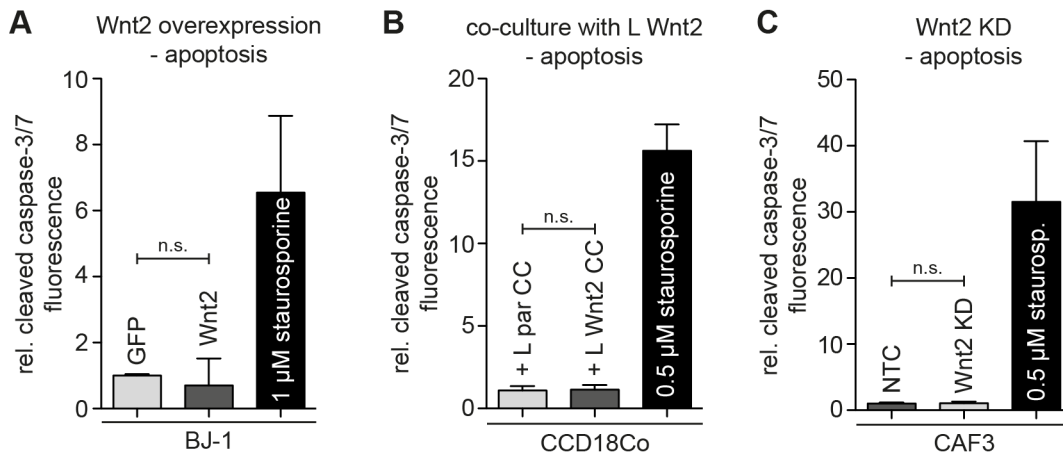 A
Wnt2 overexpression
- apoptosis
rel. cleaved caspase-3/7
fluorescence
10
8
6
4
2
0
n.s.
GFP
Wnt2
1 µM staurosporine
BJ-1
B
co-culture with L Wnt2
- apoptosis
rel. cleaved caspase-3/7
fluorescence
20
15
10
5
0
n.s.
+ L par CC
+ L Wnt2 CC
0.5 µM staurosporine
CCD18Co
C
Wnt2 KD
- apoptosis
rel. cleaved caspase-3/7
fluorescence
50
40
30
20
10
0
n.s.
NTC
Wnt2 KD
0.5 µM staurosp.
CAF3